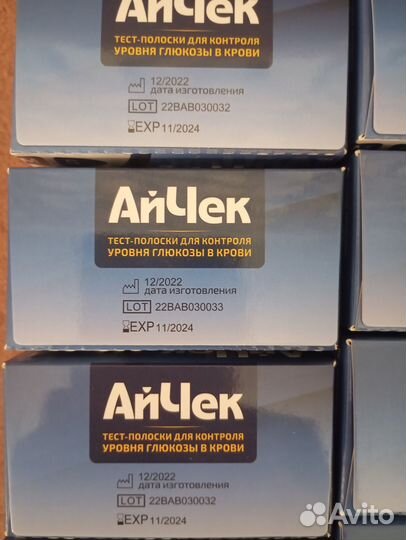 АйЧек
ТЕСТ-ПОЛОСКИ ДЛЯ КОНТРОЛЯ
УРОВНЯ ГЛЮКОЗЫ В КРОВИ
12/2022
дата изготовления
LOT 22BAB030032
EXP 11/2024
АйЧек
ТЕСТ-ПОЛОСКИ ДЛЯ КОНТРОЛЯ
УРОВНЯ ГЛЮКОЗЫ В КРОВИ
12/2022
дата изготовления
LOT 22BAB030033
EXP 11/2024
АйЧек
ТЕСТ-ПОЛОСКИ ДЛЯ КОНТРОЛЯ
УРОВНЯ ГЛЮКОЗЫ В КРОВИ
12/2022
дата изготовления
LOT 22BAB030032
EXP 11/2024
Avito